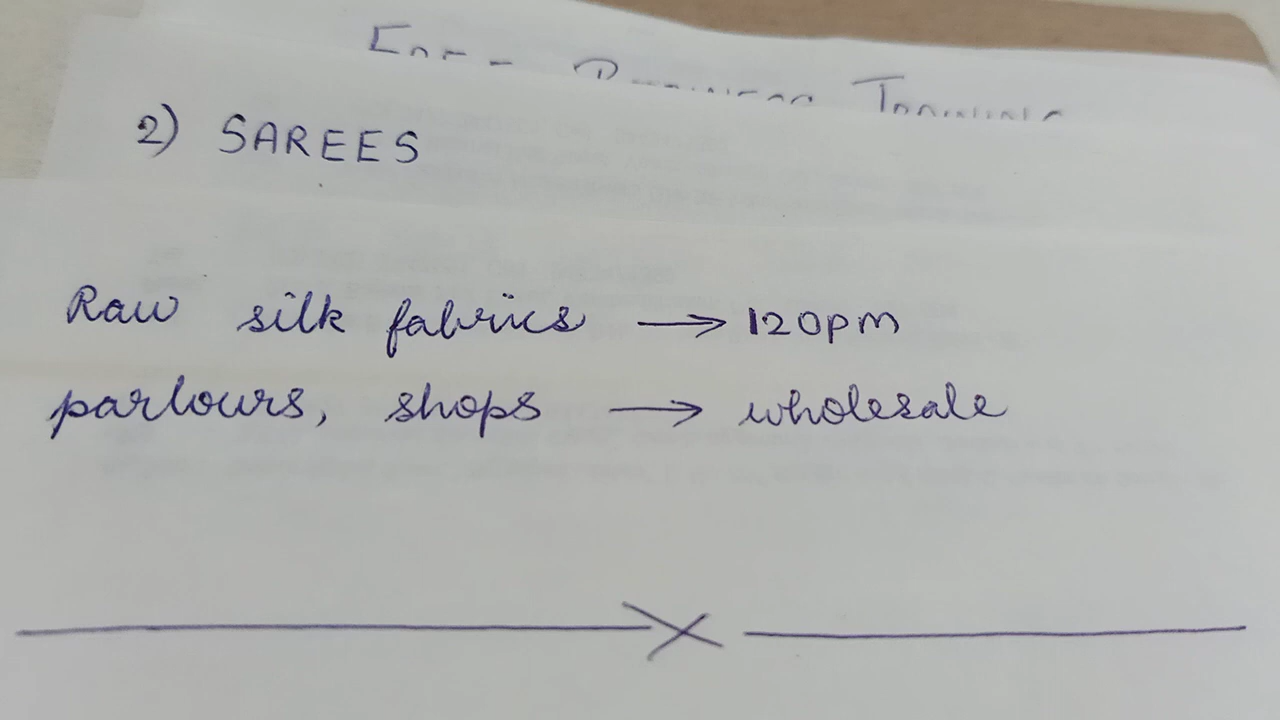 2) SAREES
Raw silk fabrics → 120pm
parlours, shops → wholesale